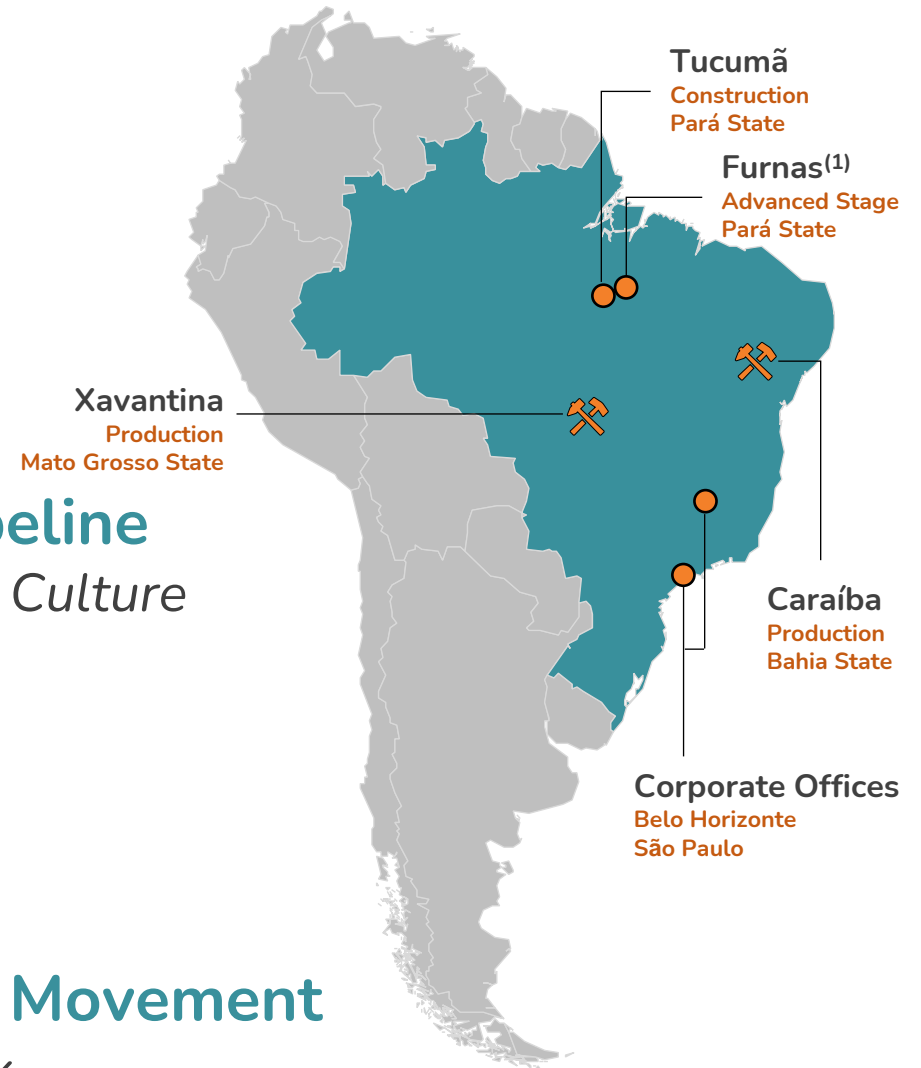 Tucumã
Construction
Pará State
Furnas(1)
Advanced Stage
Pará State
Xavantina
Production
Mato Grosso State
peline
Culture
Caraíba
Production
Bahia State
Corporate Offices
Belo Horizonte
São Paulo
Movement